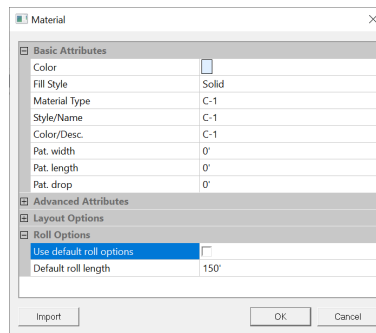 Material
Basic Attributes
Color
Fill Style Solid
Material Type C-1
Style/Name C-1
Color/Desc. C-1
Pat. width 0'
Pat. length 0'
Pat. drop 0'
Advanced Attributes
Layout Options
Roll Options
Use default roll options
Default roll length 150'
Import OK Cancel